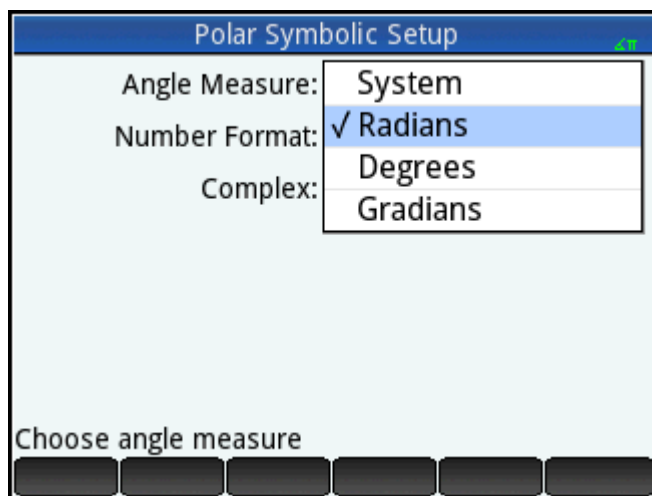 Polar Symbolic Setup
∡π
Angle Measure:
System
√ Radians
Number Format:
Degrees
Complex:
Gradians
Choose angle measure